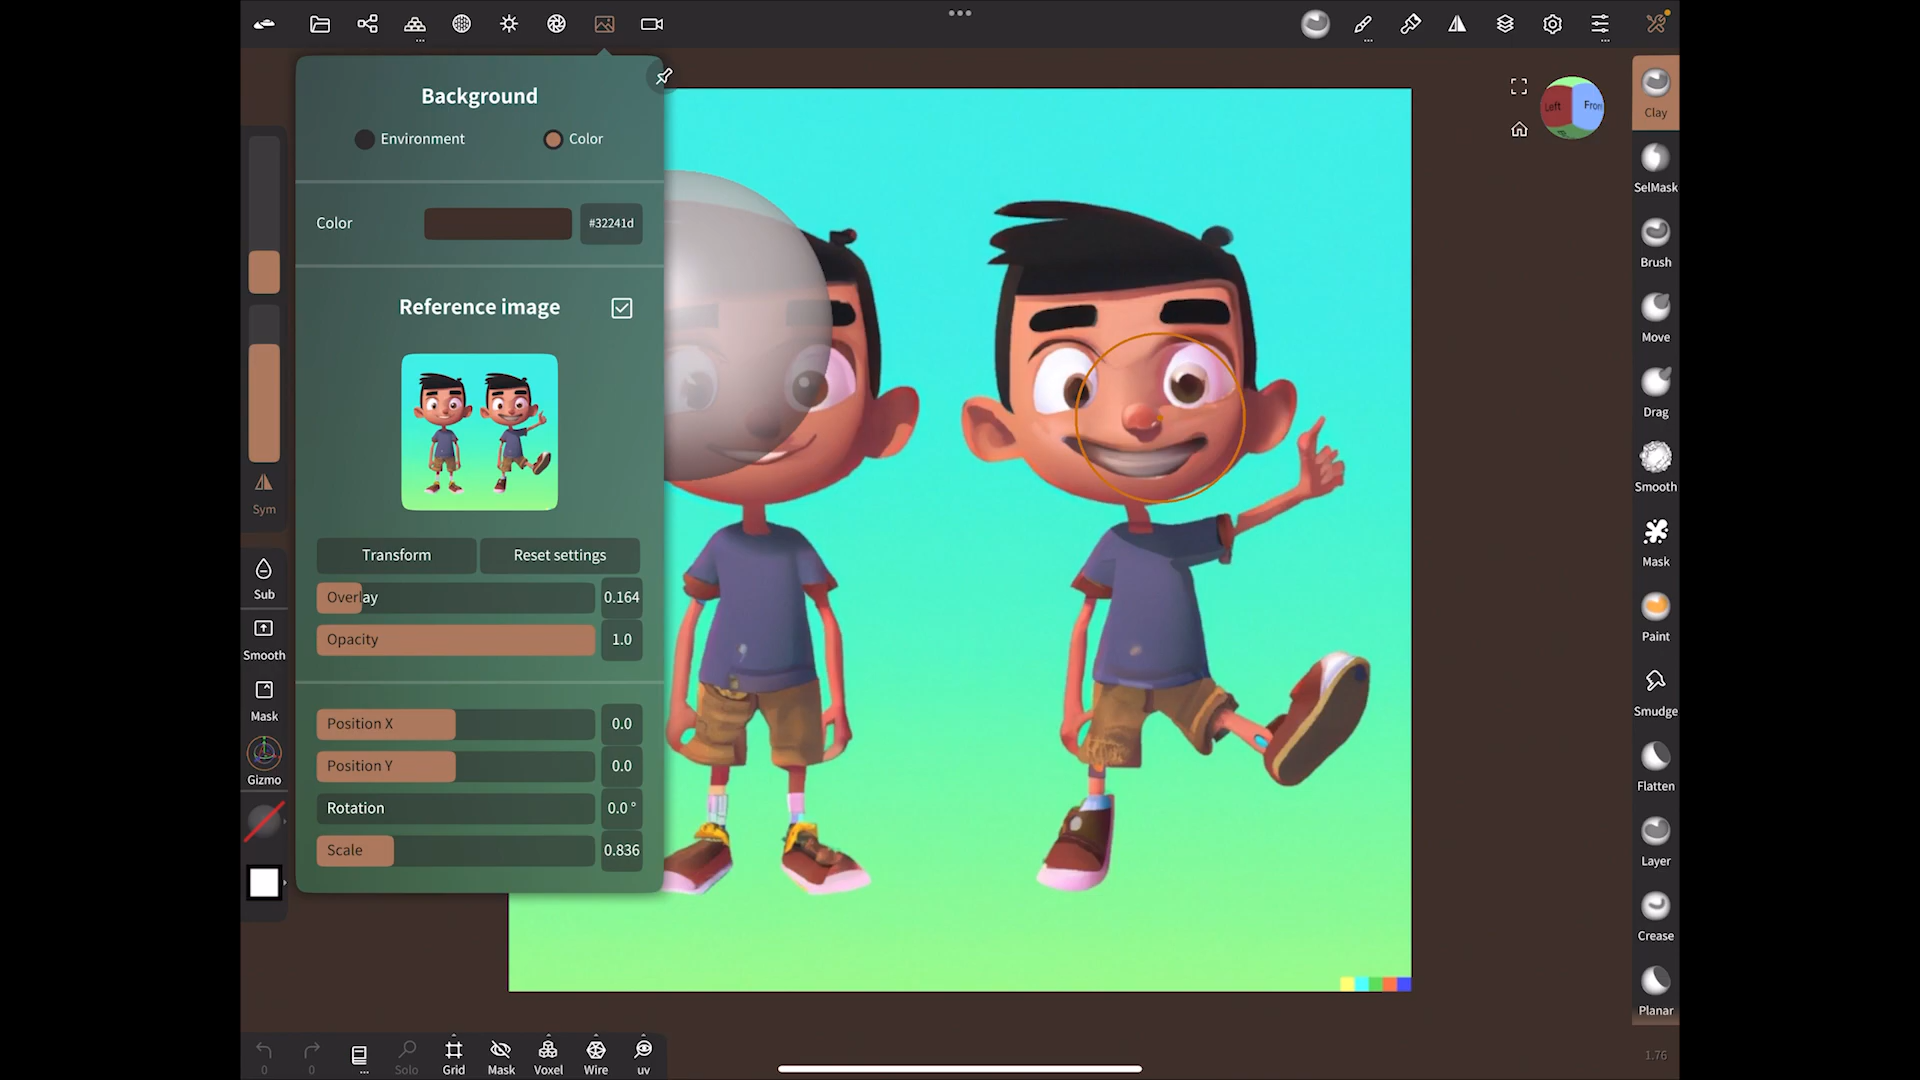 Background
Environment
Color
Color
#32241d
Reference image
Transform
Reset settings
Overlay
0.164
Opacity
1.0
Position X
0.0
Position Y
0.0
Rotation
0.0 °
Scale
0.836
Sym
Sub
Smooth
Mask
Gizmo
0
0
Solo
Grid
Mask
Voxel
Wire
uv
Left
Clay
SelMask
Brush
Move
Drag
Smooth
Mask
Paint
Smudge
Flatten
Layer
Crease
Planar
1.76